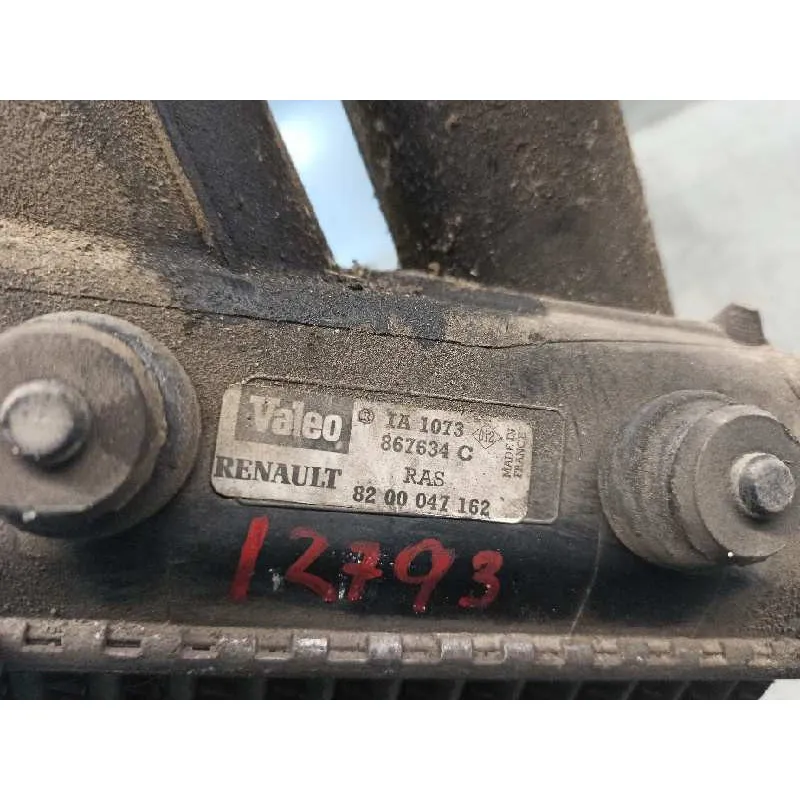 Valeo IA 1073
867634 C
RENAULT RAS
82 00 047 162
MADE IN
FRANCE
12793